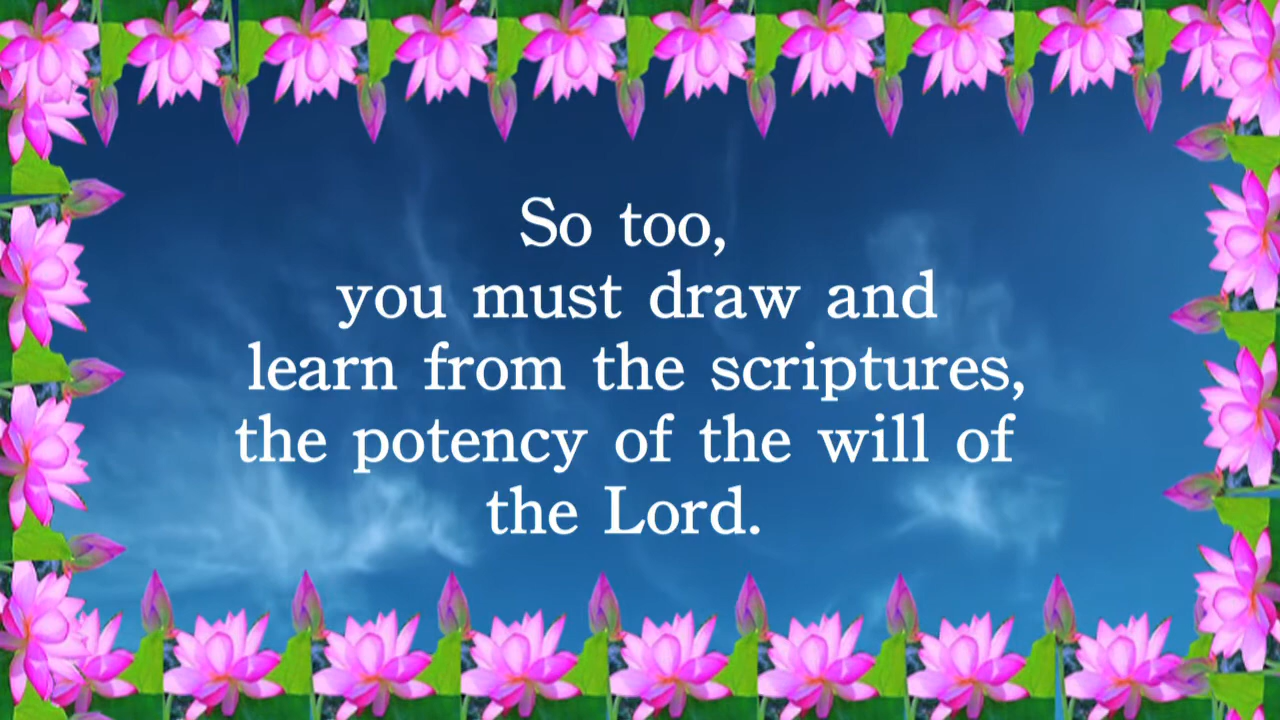 So too,
you must draw and
learn from the scriptures,
the potency of the will of
the Lord.